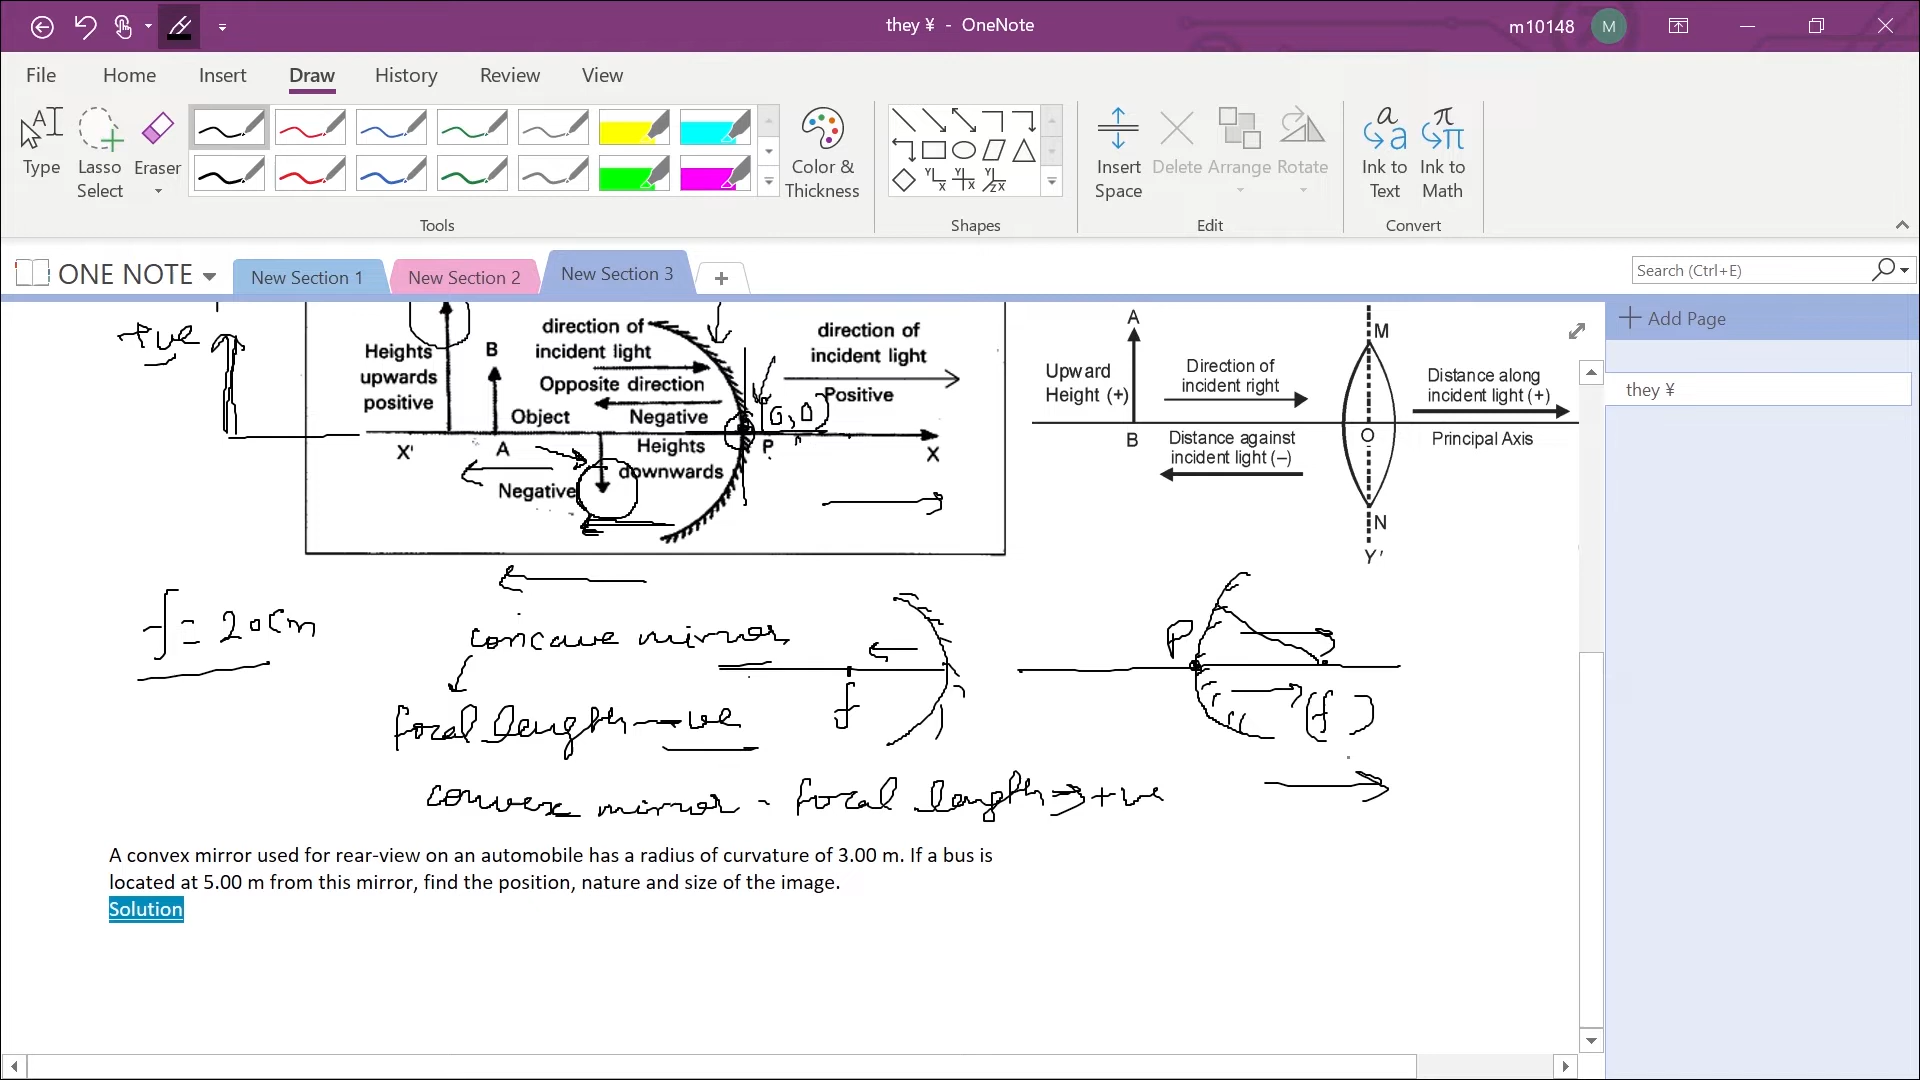 they ¥ - OneNote
m10148
M
File Home Insert Draw History Review View
Type
Lasso Select
Eraser
Color & Thickness
Insert Space
Delete
Arrange
Rotate
Ink to Text
Ink to Math
Tools
Shapes
Edit
Convert
ONE NOTE
New Section 1
New Section 2
New Section 3
Search (Ctrl+E)
Add Page
they ¥
+ve
Heights
upwards
positive
B
direction of
incident light
Opposite direction
Object
Negative
X'
A
Heights
downwards
Negative
direction of
incident light
Positive
(0,0)
P
X
A
Upward
Height (+)
B
Direction of
incident right
Distance against
incident light (–)
M
O
N
Y'
Distance along
incident light (+)
Principal Axis
f = 20cm
concave mirror
f
P
(f)
focal length → -ve
convex mirror - focal length → +ve
A convex mirror used for rear-view on an automobile has a radius of curvature of 3.00 m. If a bus is
located at 5.00 m from this mirror, find the position, nature and size of the image.
Solution